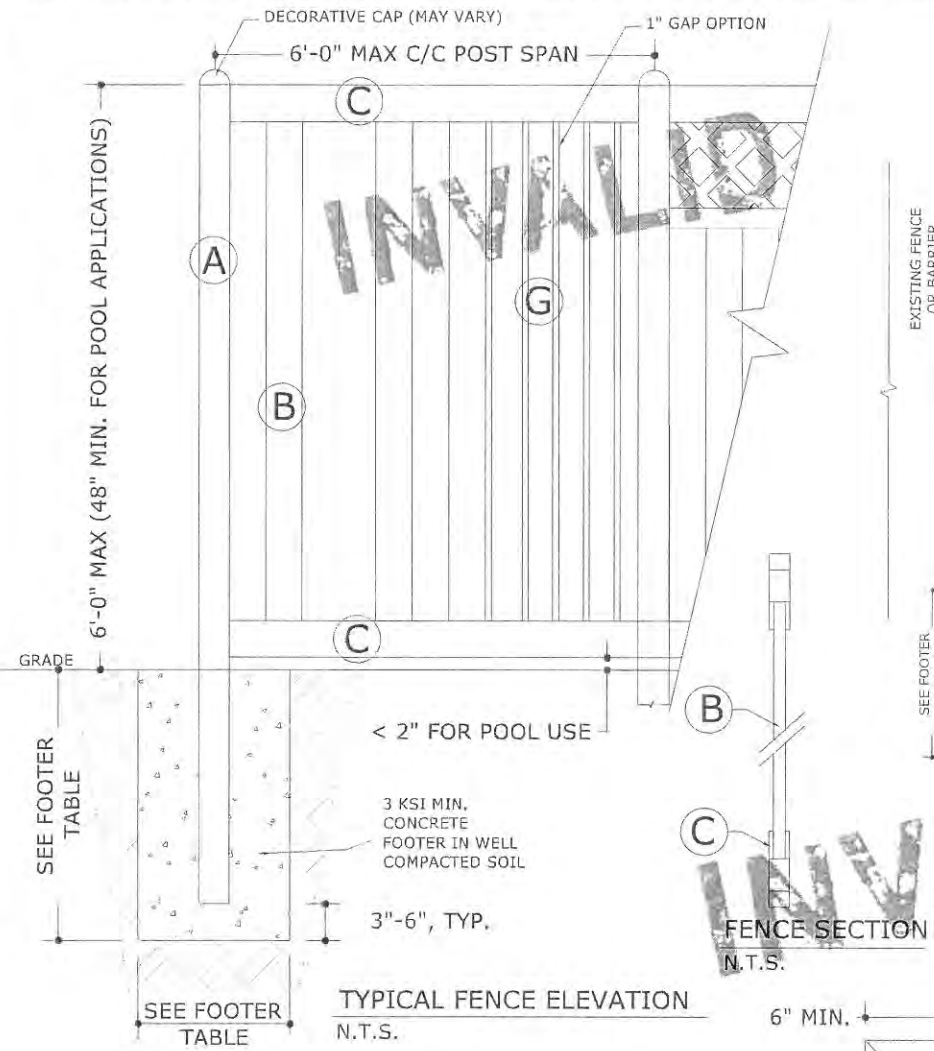 DECORATIVE CAP (MAY VARY)
1" GAP OPTION
6'-0" MAX C/C POST SPAN
C
INVALID
A
G
B
6'-0" MAX (48" MIN. FOR POOL APPLICATIONS)
EXISTING FENCE
OR BARRIER
C
GRADE
< 2" FOR POOL USE
SEE FOOTER
TABLE
3 KSI MIN.
CONCRETE
FOOTER IN WELL
COMPACTED SOIL
3"-6", TYP.
SEE FOOTER
TABLE
TYPICAL FENCE ELEVATION
N.T.S.
B
C
SEE FOOTER
INV
FENCE SECTION
N.T.S.
6" MIN.